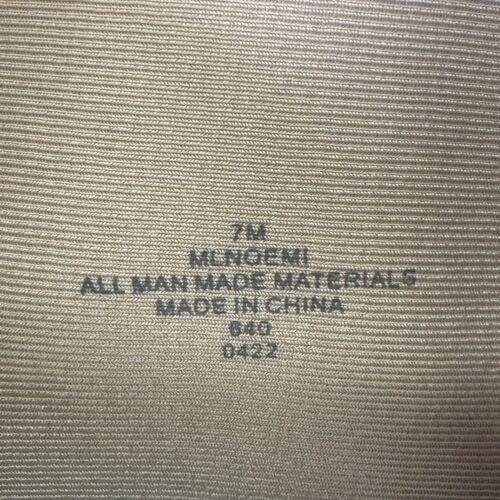 7M
MLNOEMI
ALL MAN MADE MATERIALS
MADE IN CHINA
640
0422